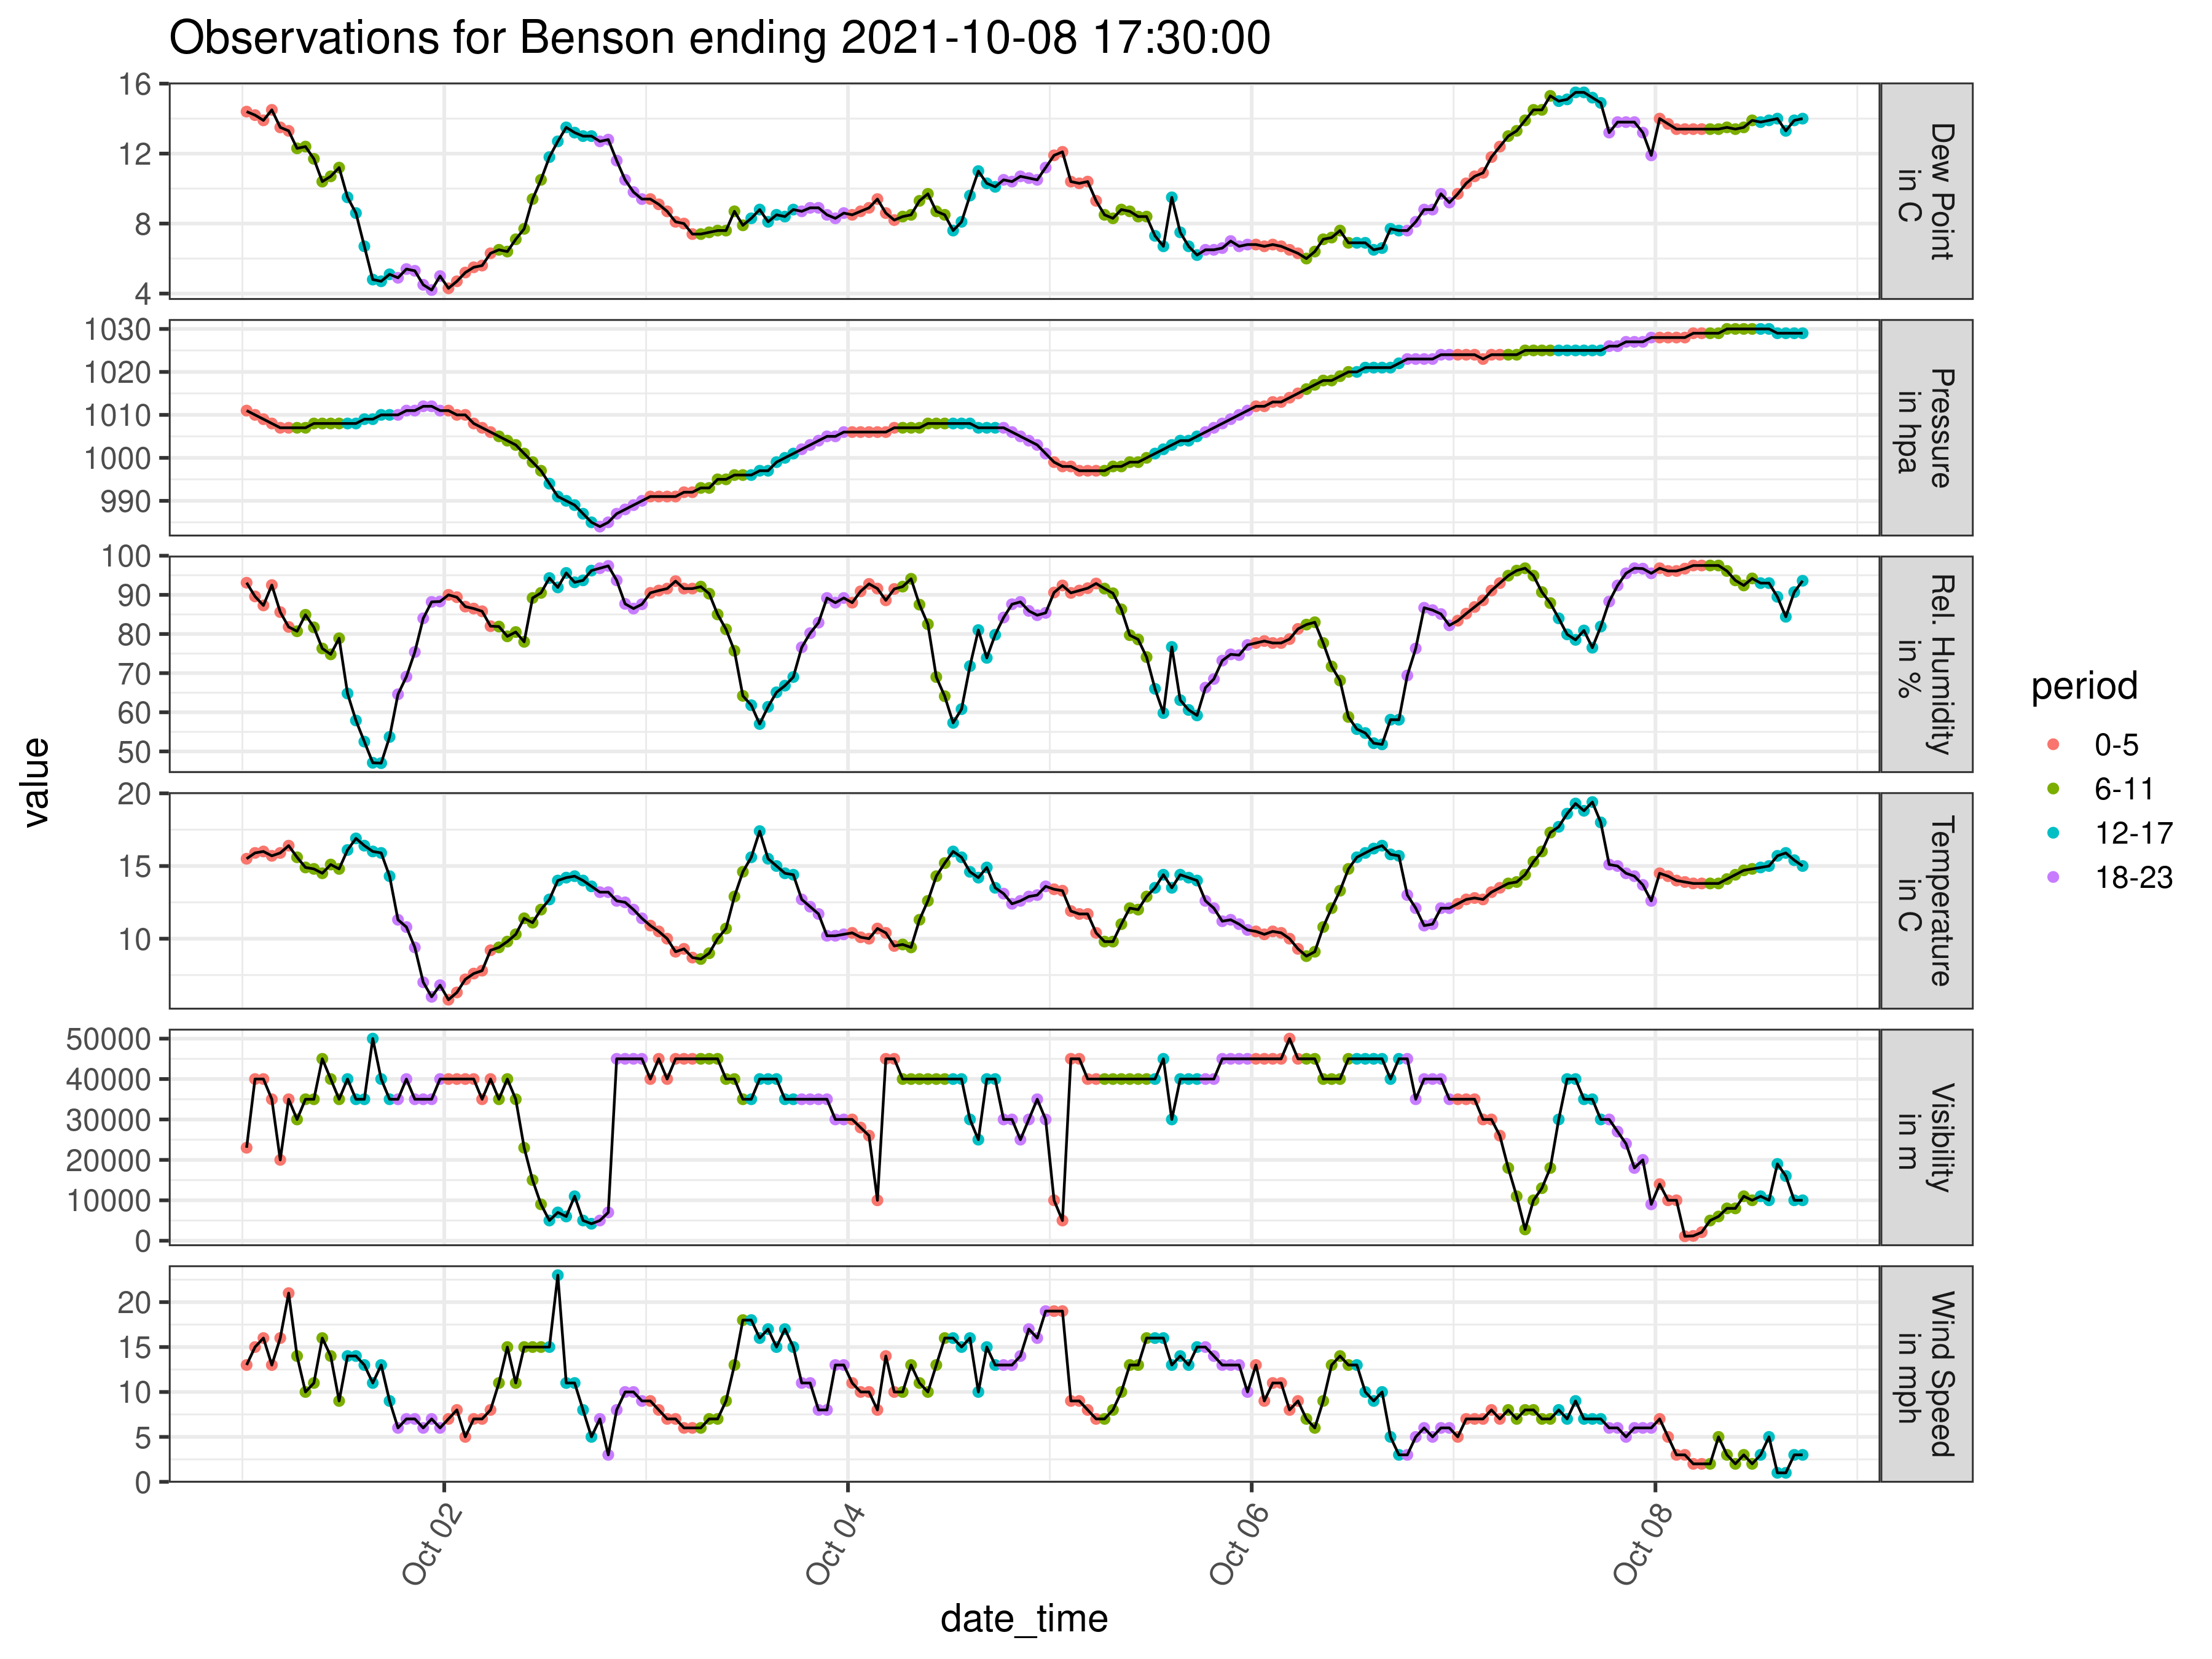 Observations for Benson ending 2021-10-08 17:30:00
16
12
8
4
Dew Point
in C
1030
1020
1010
1000
990
Pressure
in hpa
100
90
80
70
60
50
Rel. Humidity
in %
20
15
10
Temperature
in C
50000
40000
30000
20000
10000
0
Visibility
in m
20
15
10
5
0
Wind Speed
in mph
value
Oct 02
Oct 04
Oct 06
Oct 08
date_time
period
0-5
6-11
12-17
18-23